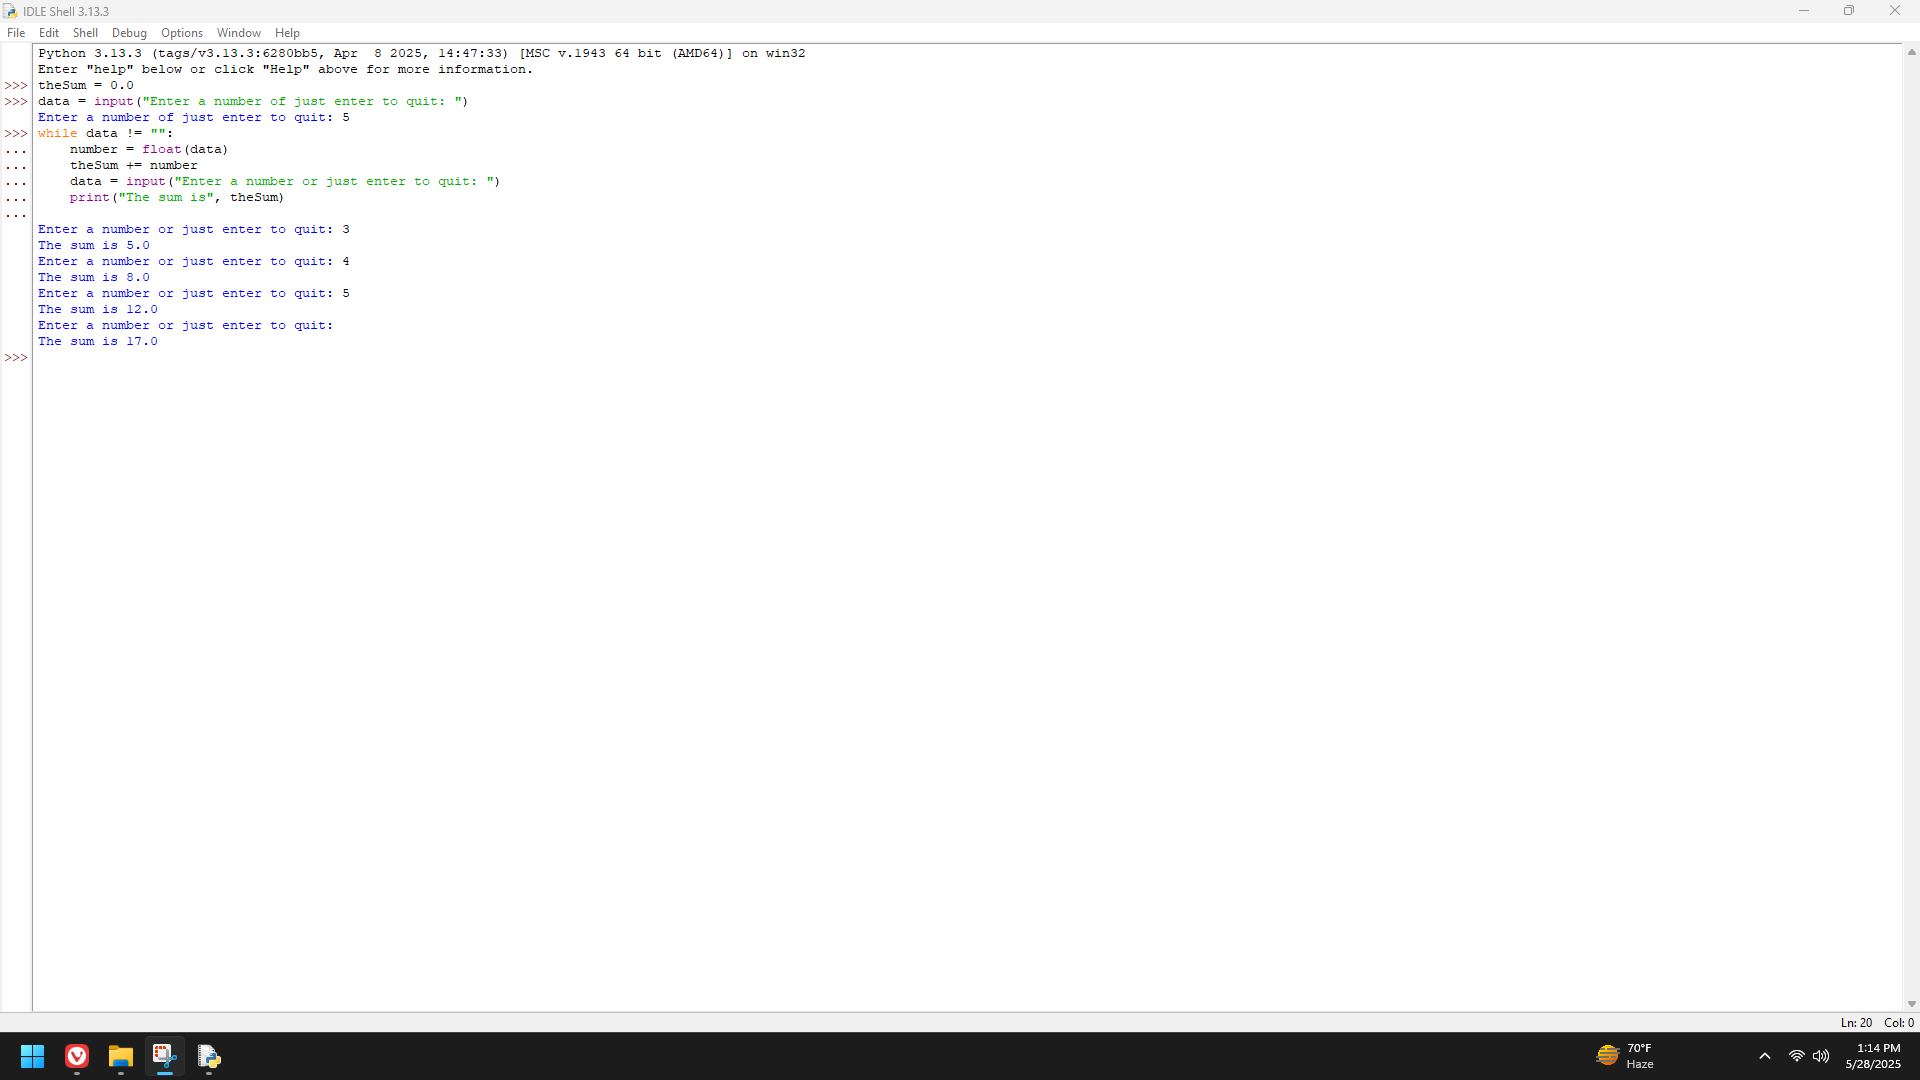 IDLE Shell 3.13.3
File Edit Shell Debug Options Window Help
Python 3.13.3 (tags/v3.13.3:6280bb5, Apr  8 2025, 14:47:33) [MSC v.1943 64 bit (AMD64)] on win32
Enter "help" below or click "Help" above for more information.
>>> theSum = 0.0
>>> data = input("Enter a number of just enter to quit: ")
Enter a number of just enter to quit: 5
>>> while data != "":
...     number = float(data)
...     theSum += number
...     data = input("Enter a number or just enter to quit: ")
...     print("The sum is", theSum)
...
Enter a number or just enter to quit: 3
The sum is 5.0
Enter a number or just enter to quit: 4
The sum is 8.0
Enter a number or just enter to quit: 5
The sum is 12.0
Enter a number or just enter to quit:
The sum is 17.0
>>>
Ln: 20 Col: 0
70°F
Haze
1:14 PM
5/28/2025